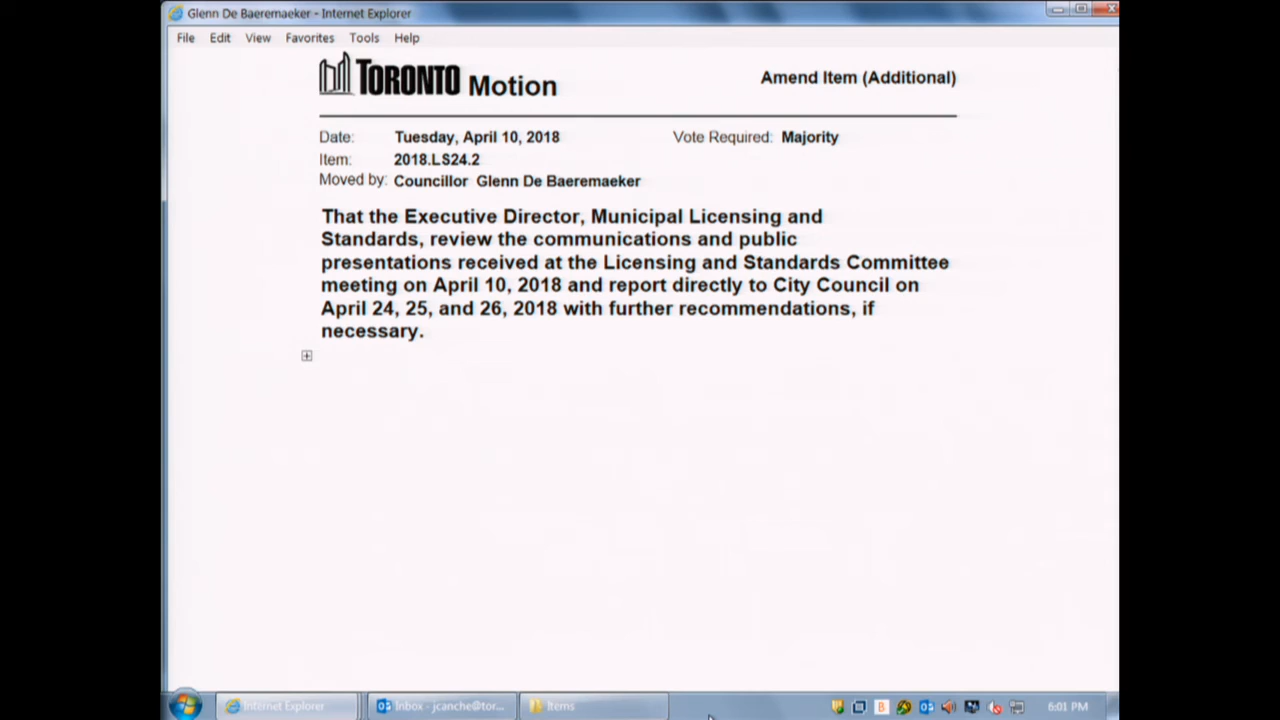 Glenn De Baeremaeker - Internet Explorer
File Edit View Favorites Tools Help
TORONTO Motion
Amend Item (Additional)
Date: Tuesday, April 10, 2018 Vote Required: Majority
Item: 2018.LS24.2
Moved by: Councillor Glenn De Baeremaeker
That the Executive Director, Municipal Licensing and
Standards, review the communications and public
presentations received at the Licensing and Standards Committee
meeting on April 10, 2018 and report directly to City Council on
April 24, 25, and 26, 2018 with further recommendations, if
necessary.
Internet Explorer Inbox - jcanche@tor... Items B 6:01 PM